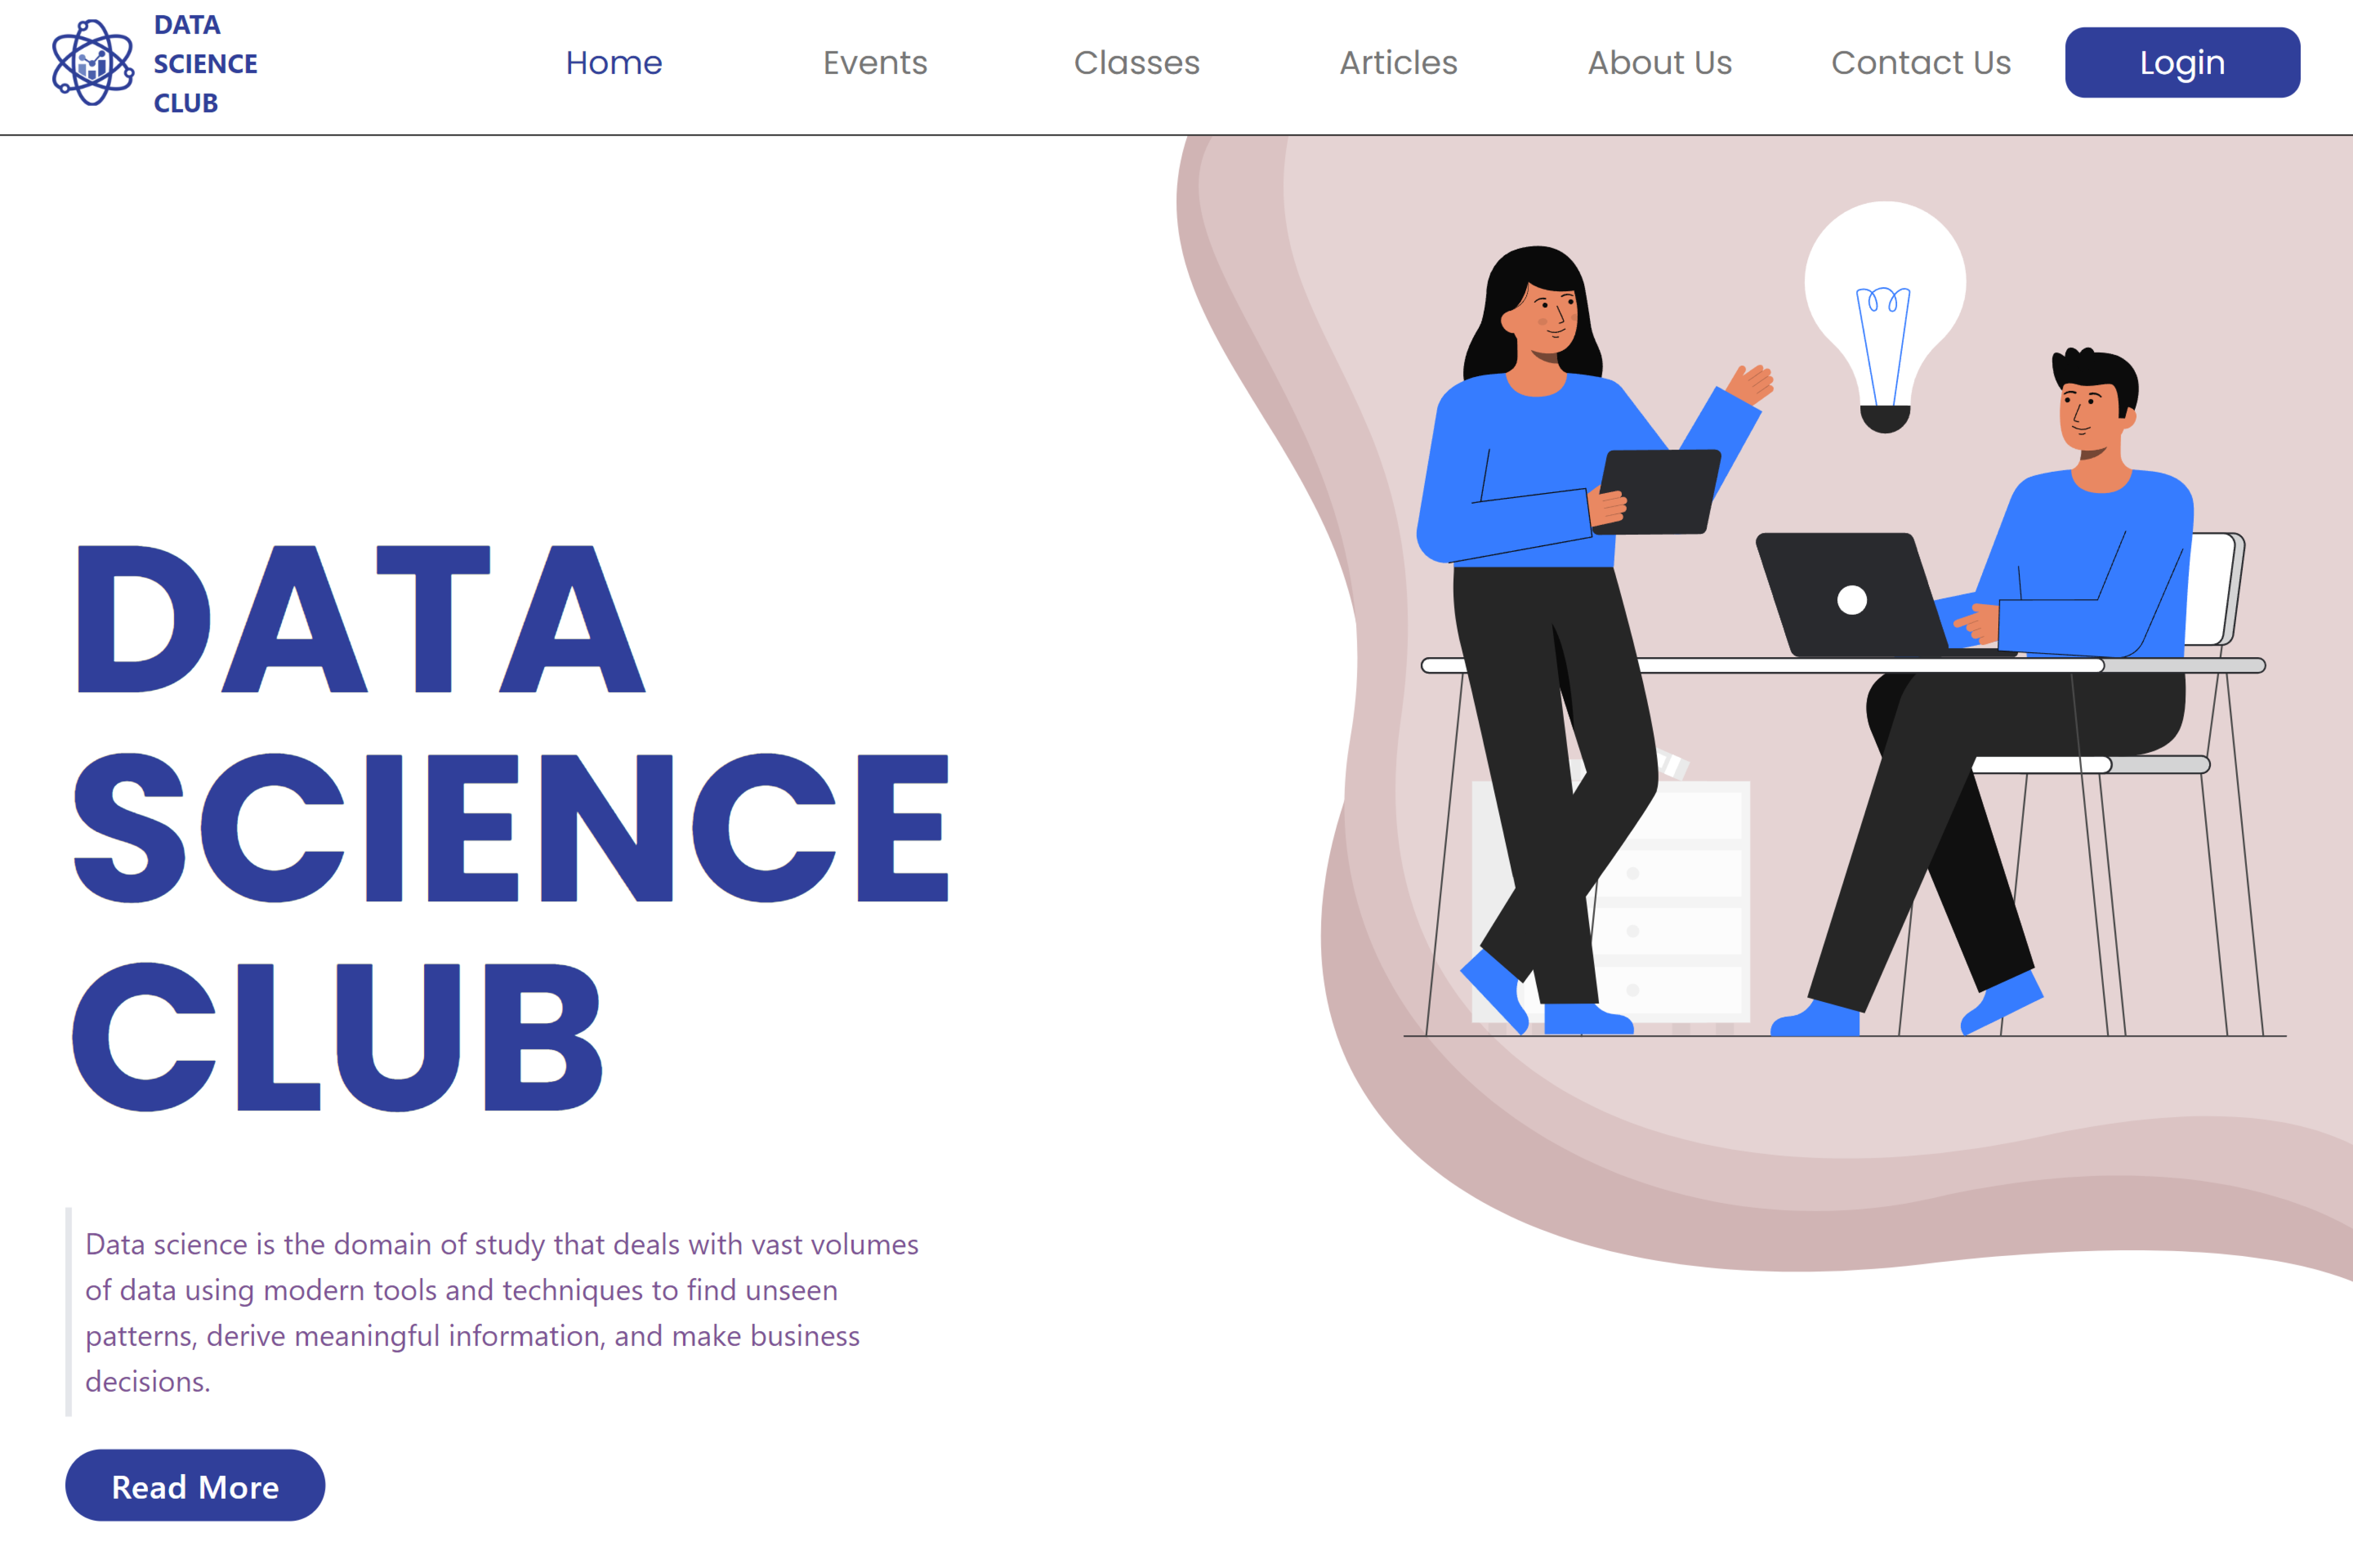 DATA
SCIENCE
CLUB
Home Events Classes Articles About Us Contact Us Login
DATA
SCIENCE
CLUB
Data science is the domain of study that deals with vast volumes
of data using modern tools and techniques to find unseen
patterns, derive meaningful information, and make business
decisions.
Read More